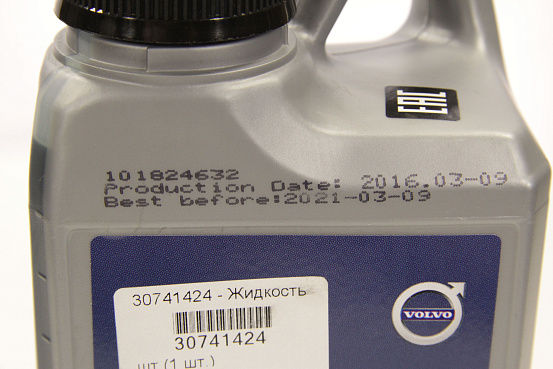 EAC
101824632
Production Date: 2016.03-09
Best before:2021-03-09
30741424 - Жидкость
30741424
шт (1 шт.)
VOLVO